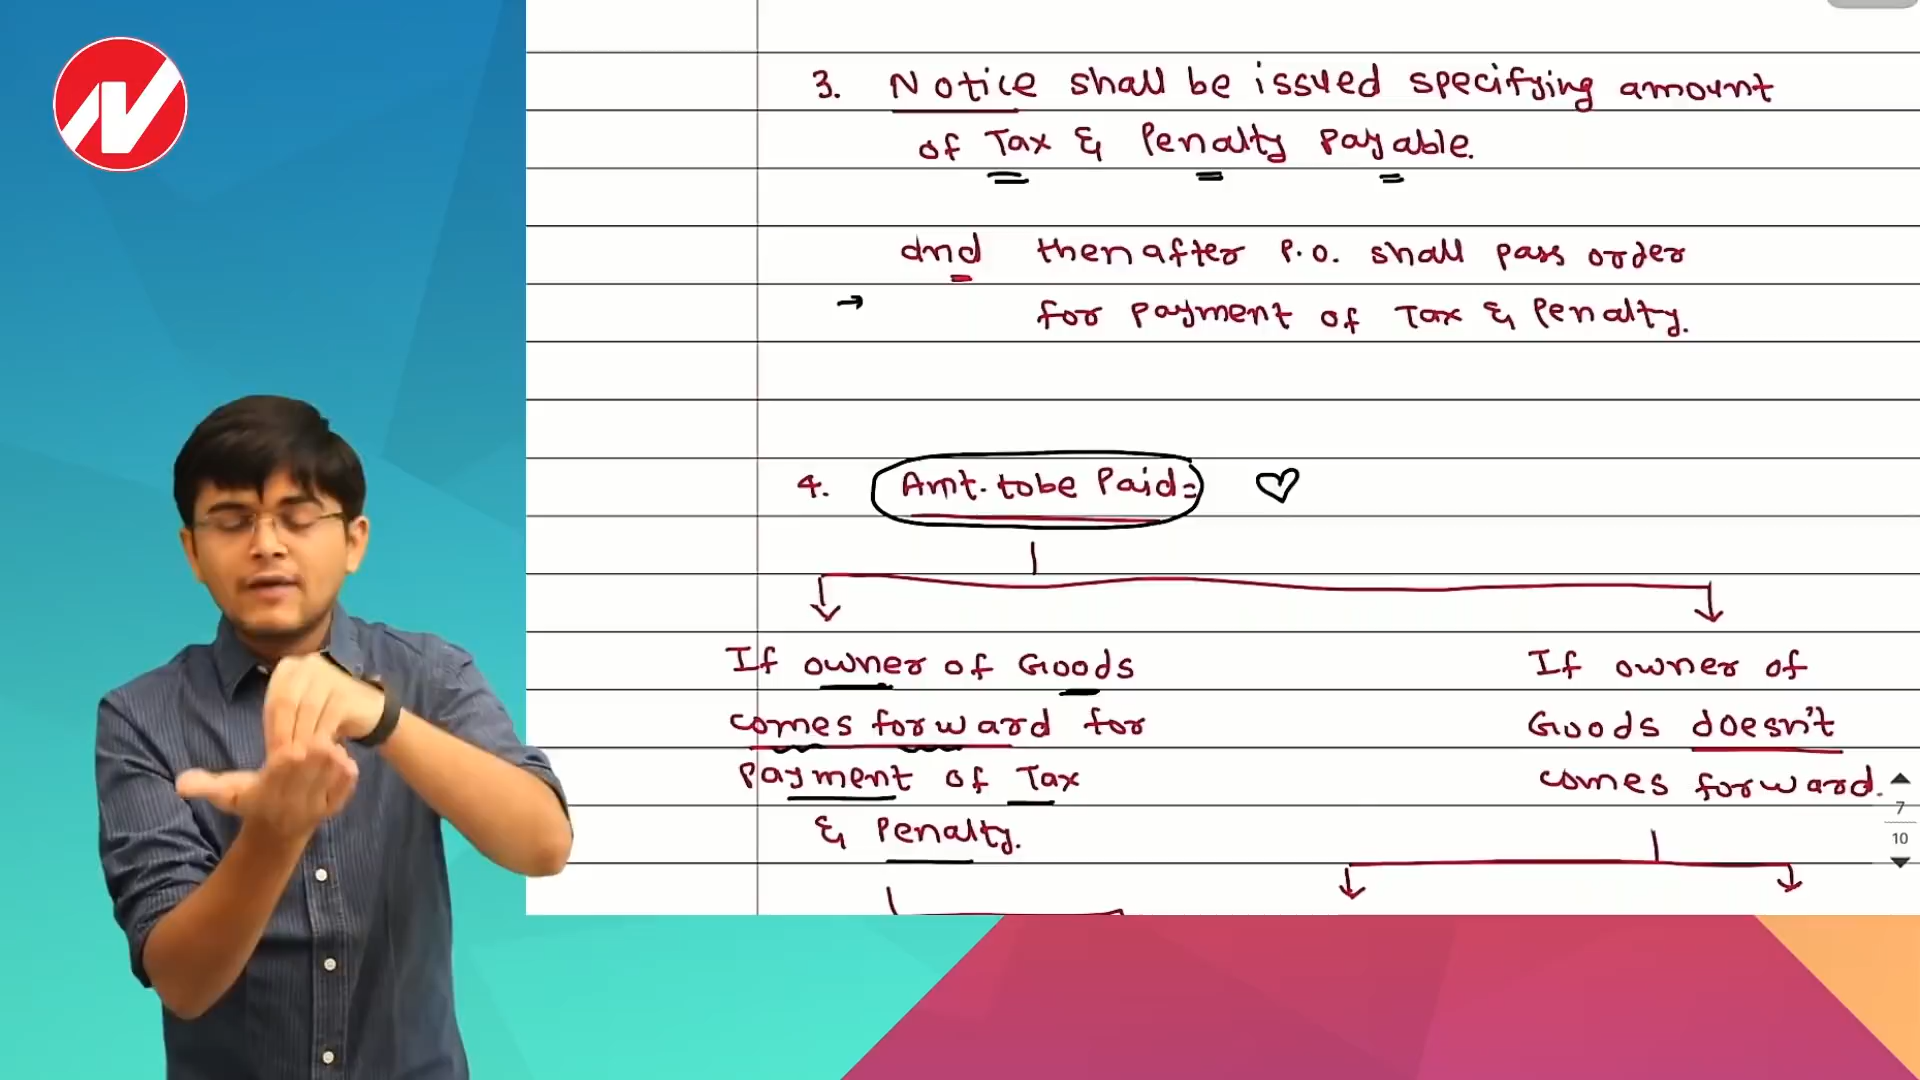 3. Notice shall be issued specifying amount
of Tax & Penalty Payable.
and thenafter P.O. shall pass order
→ for payment of Tax & Penalty.
4. Amt. to be Paid =
If owner of Goods
comes forward for
Payment of Tax
& Penalty.
If owner of
Goods doesn't
comes forward.
7
10